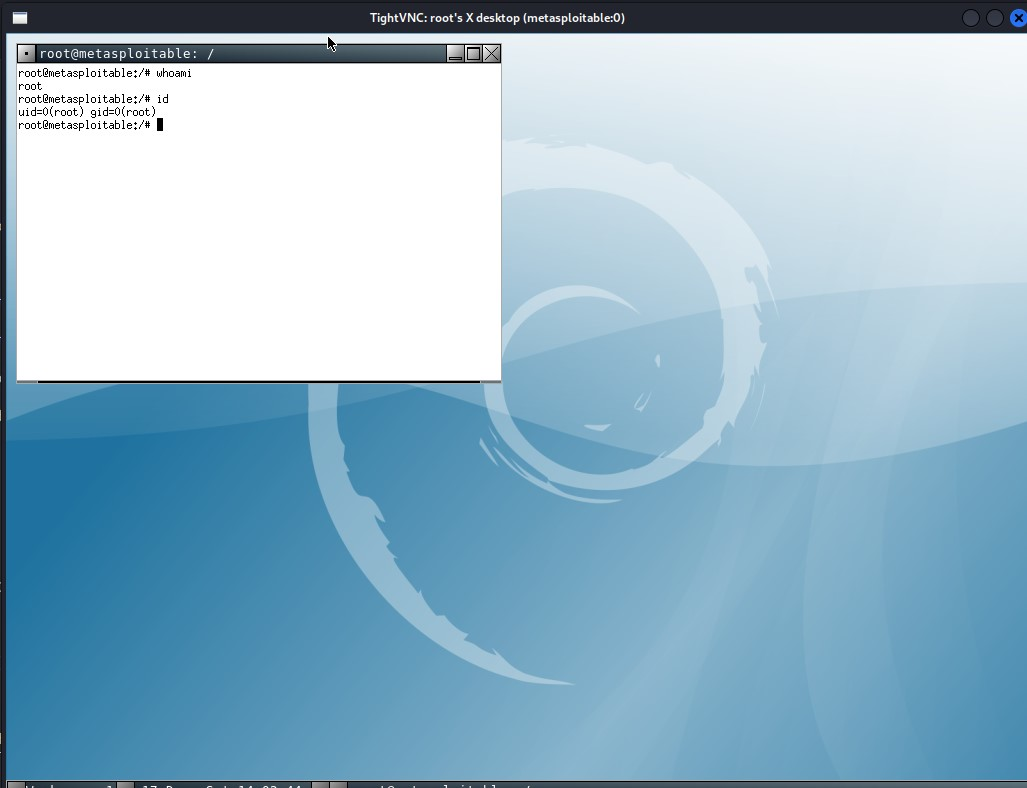 TightVNC: root's X desktop (metasploitable:0)
root@metasploitable: /
root@metasploitable:/# whoami
root
root@metasploitable:/# id
uid=0(root) gid=0(root)
root@metasploitable:/#